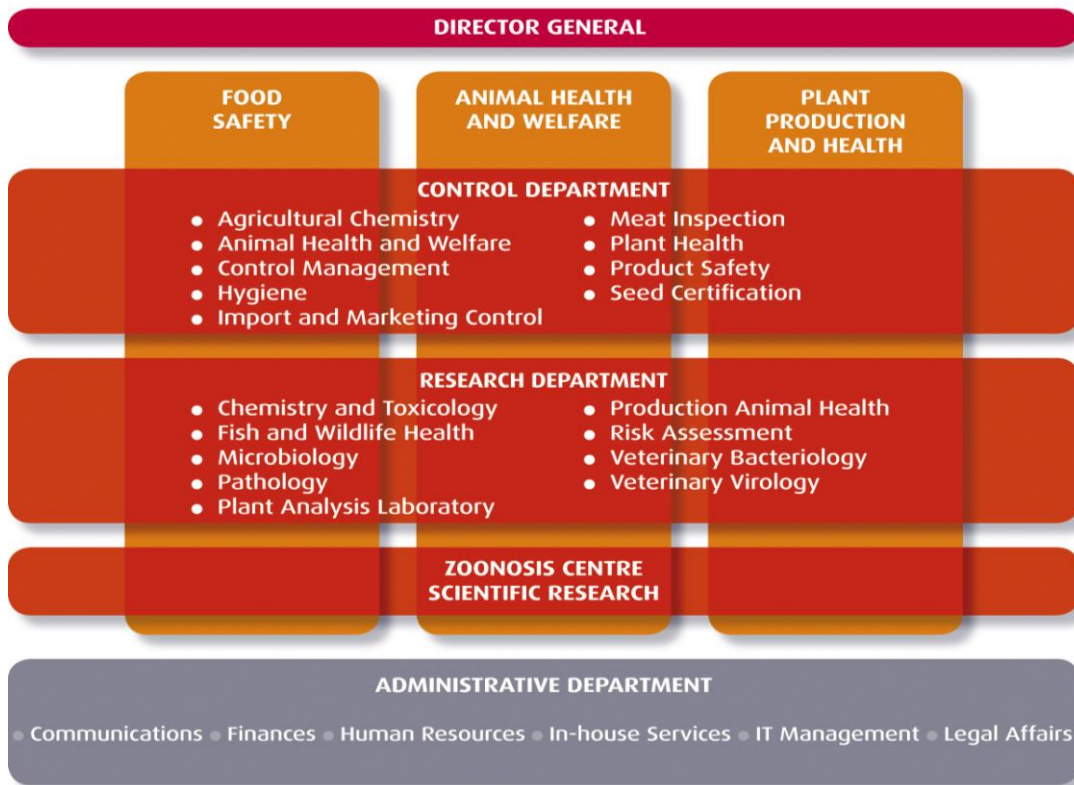 DIRECTOR GENERAL
FOOD
SAFETY
ANIMAL HEALTH
AND WELFARE
PLANT
PRODUCTION
AND HEALTH
CONTROL DEPARTMENT
• Agricultural Chemistry
• Animal Health and Welfare
• Control Management
• Hygiene
• Import and Marketing Control
• Meat Inspection
• Plant Health
• Product Safety
• Seed Certification
RESEARCH DEPARTMENT
• Chemistry and Toxicology
• Fish and Wildlife Health
• Microbiology
• Pathology
• Plant Analysis Laboratory
• Production Animal Health
• Risk Assessment
• Veterinary Bacteriology
• Veterinary Virology
ZOONOSIS CENTRE
SCIENTIFIC RESEARCH
ADMINISTRATIVE DEPARTMENT
• Communications • Finances • Human Resources • In-house Services • IT Management • Legal Affairs